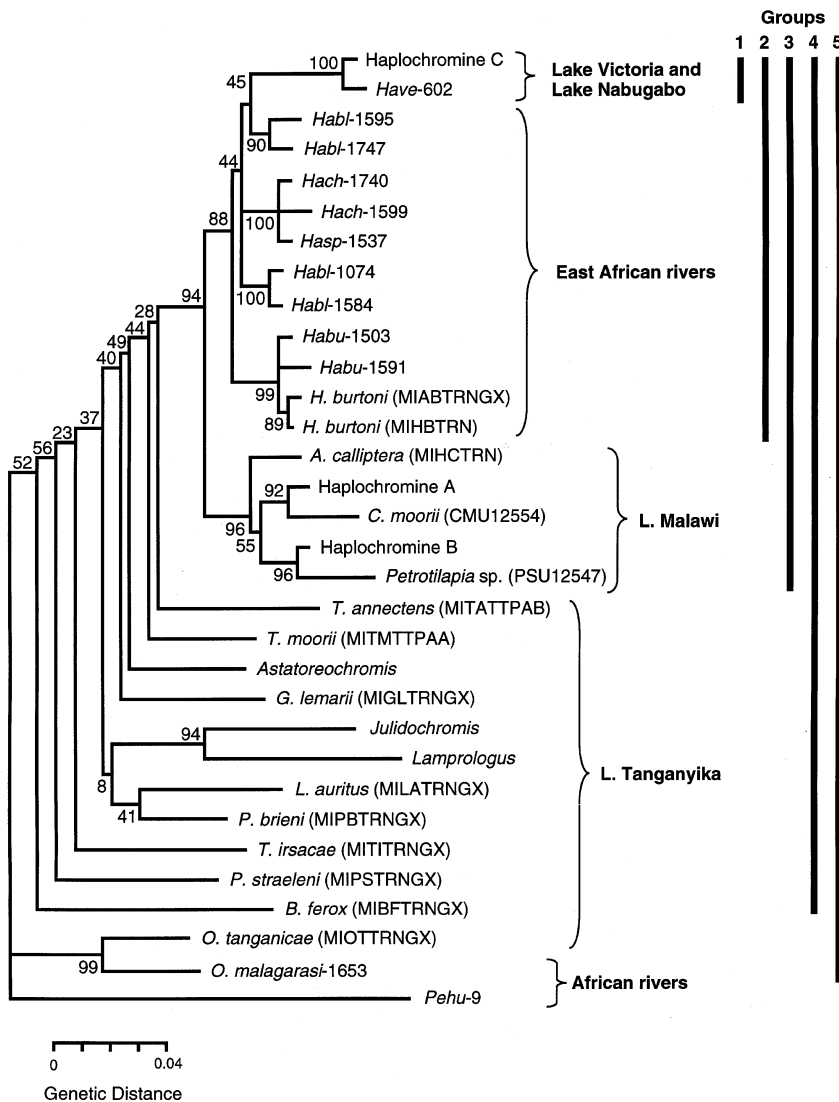 Groups
1 2 3 4 5
100 Haplochromine C
45
Have-602
Lake Victoria and
Lake Nabugabo
Habl-1595
90 Habl-1747
44
Hach-1740
88
100 Hach-1599
Hasp-1537
Habl-1074
East African rivers
94
100 Habl-1584
28
44 Habu-1503
49
40 Habu-1591
99 H. burtoni (MIABTRNGX)
89 H. burtoni (MIHBTRN)
37
23
56
52
A. calliptera (MIHCTRN)
92 Haplochromine A
96 C. moorii (CMU12554)
L. Malawi
55 Haplochromine B
96 Petrotilapia sp. (PSU12547)
T. annectens (MITATTPAB)
T. moorii (MITMTTPAA)
Astatoreochromis
G. lemarii (MIGLTRNGX)
94 Julidochromis
Lamprologus
L. Tanganyika
8 L. auritus (MILATRNGX)
41 P. brieni (MIPBTRNGX)
T. irsacae (MITITRNGX)
P. straeleni (MIPSTRNGX)
B. ferox (MIBFTRNGX)
O. tanganicae (MIOTTRNGX)
99 O. malagarasi-1653
African rivers
Pehu-9
0 0.04
Genetic Distance